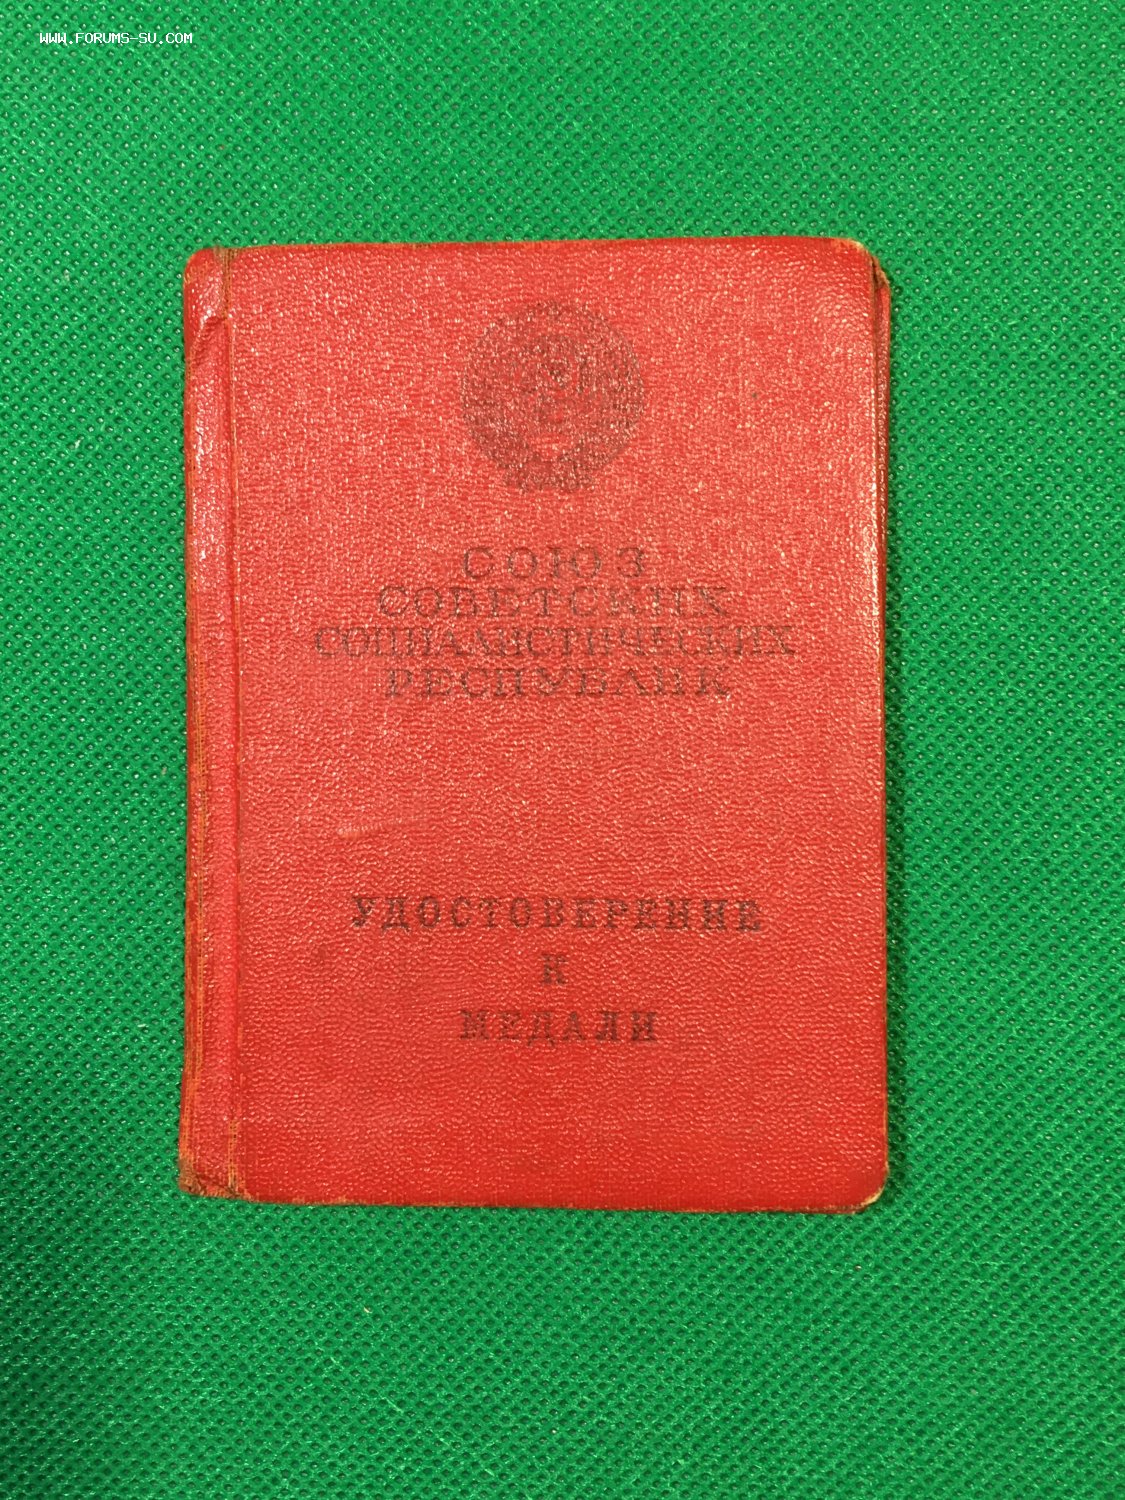 WWW.FORUMS-SU.COM
СОЮЗ
СОВЕТСКИХ
СОЦИАЛИСТИЧЕСКИХ
РЕСПУБЛИК
УДОСТОВЕРЕНИЕ
К
МЕДАЛИ